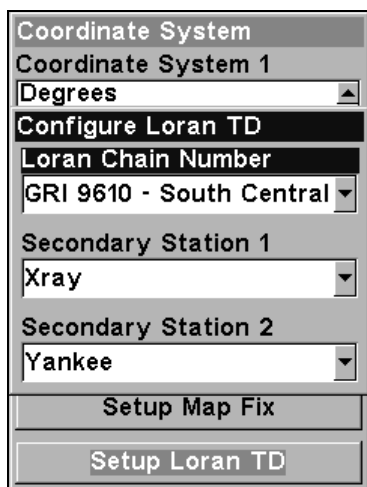 Coordinate System
Coordinate System 1
Degrees
Configure Loran TD
Loran Chain Number
GRI 9610 - South Central
Secondary Station 1
Xray
Secondary Station 2
Yankee
Setup Map Fix
Setup Loran TD